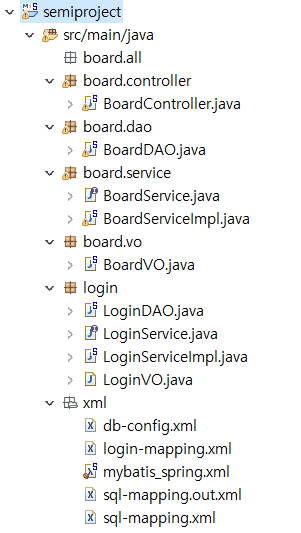 semiproject
src/main/java
board.all
board.controller
BoardController.java
board.dao
BoardDAO.java
board.service
BoardService.java
BoardServiceImpl.java
board.vo
BoardVO.java
login
LoginDAO.java
LoginService.java
LoginServiceImpl.java
LoginVO.java
xml
db-config.xml
login-mapping.xml
mybatis_spring.xml
sql-mapping.out.xml
sql-mapping.xml